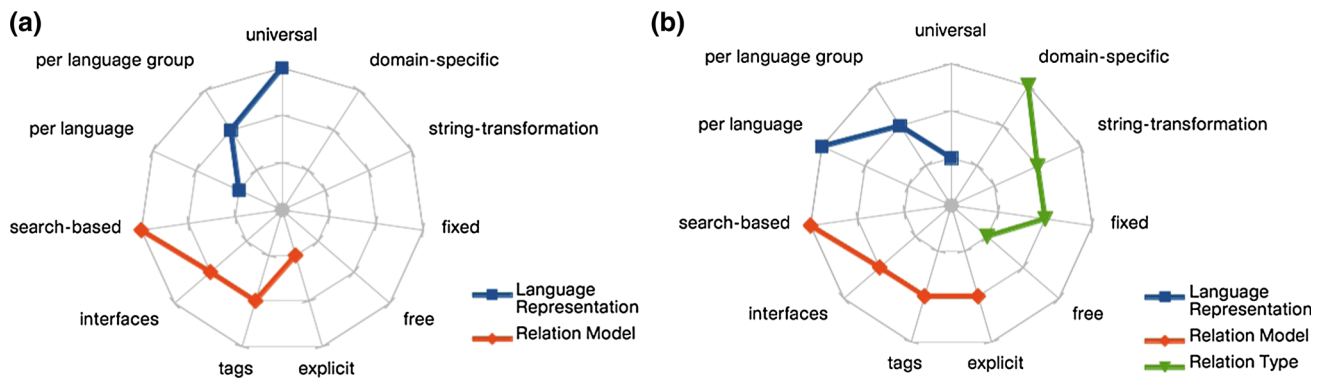 (a)
universal
per language group
domain-specific
per language
string-transformation
search-based
fixed
interfaces
free
tags
explicit
Language
Representation
Relation Model
(b)
universal
per language group
domain-specific
per language
string-transformation
search-based
fixed
interfaces
free
tags
explicit
Language
Representation
Relation Model
Relation Type